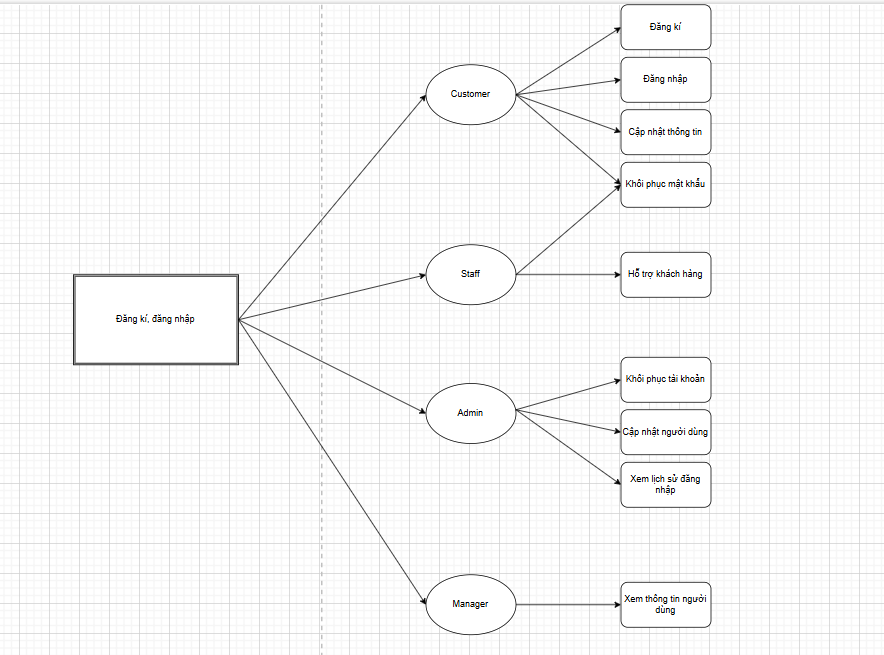 Đăng kí
Đăng nhập
Customer
Cập nhật thông tin
Khôi phục mật khẩu
Staff
Hỗ trợ khách hàng
Đăng kí, đăng nhập
Khôi phục tài khoản
Admin
Cập nhật người dùng
Xem lịch sử đăng
nhập
Manager
Xem thông tin người
dùng